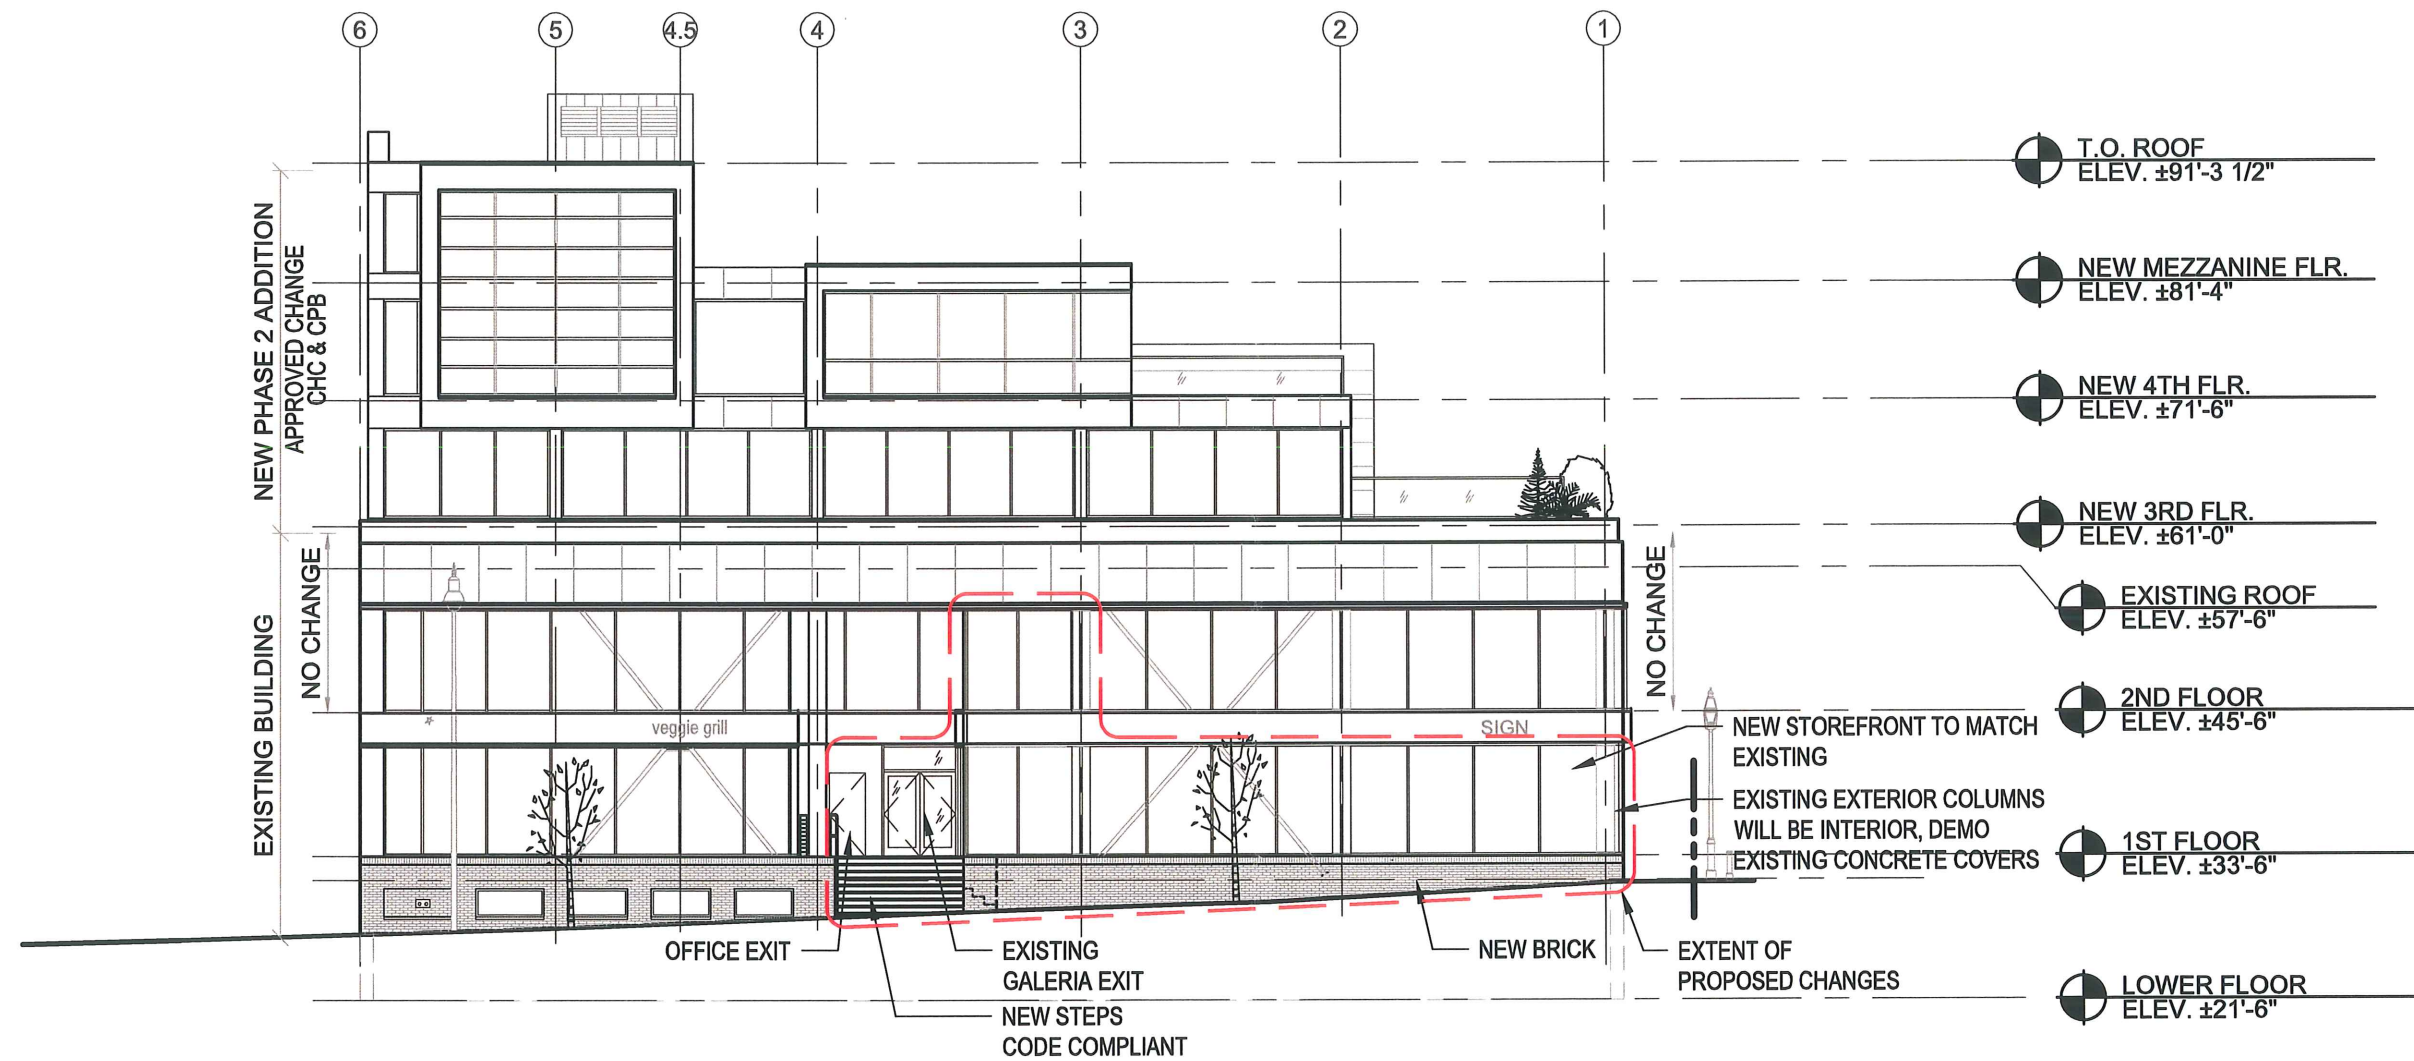 6
5
4.5
4
3
2
1
T.O. ROOF
ELEV. ±91'-3 1/2"
NEW MEZZANINE FLR.
ELEV. ±81'-4"
NEW 4TH FLR.
ELEV. ±71'-6"
NEW 3RD FLR.
ELEV. ±61'-0"
EXISTING ROOF
ELEV. ±57'-6"
2ND FLOOR
ELEV. ±45'-6"
1ST FLOOR
ELEV. ±33'-6"
LOWER FLOOR
ELEV. ±21'-6"
NEW PHASE 2 ADDITION
APPROVED CHANGE
CHC & CPB
EXISTING BUILDING
NO CHANGE
NO CHANGE
veggie grill
SIGN
NEW STOREFRONT TO MATCH
EXISTING
EXISTING EXTERIOR COLUMNS
WILL BE INTERIOR, DEMO
EXISTING CONCRETE COVERS
OFFICE EXIT
EXISTING
GALERIA EXIT
NEW STEPS
CODE COMPLIANT
NEW BRICK
EXTENT OF
PROPOSED CHANGES